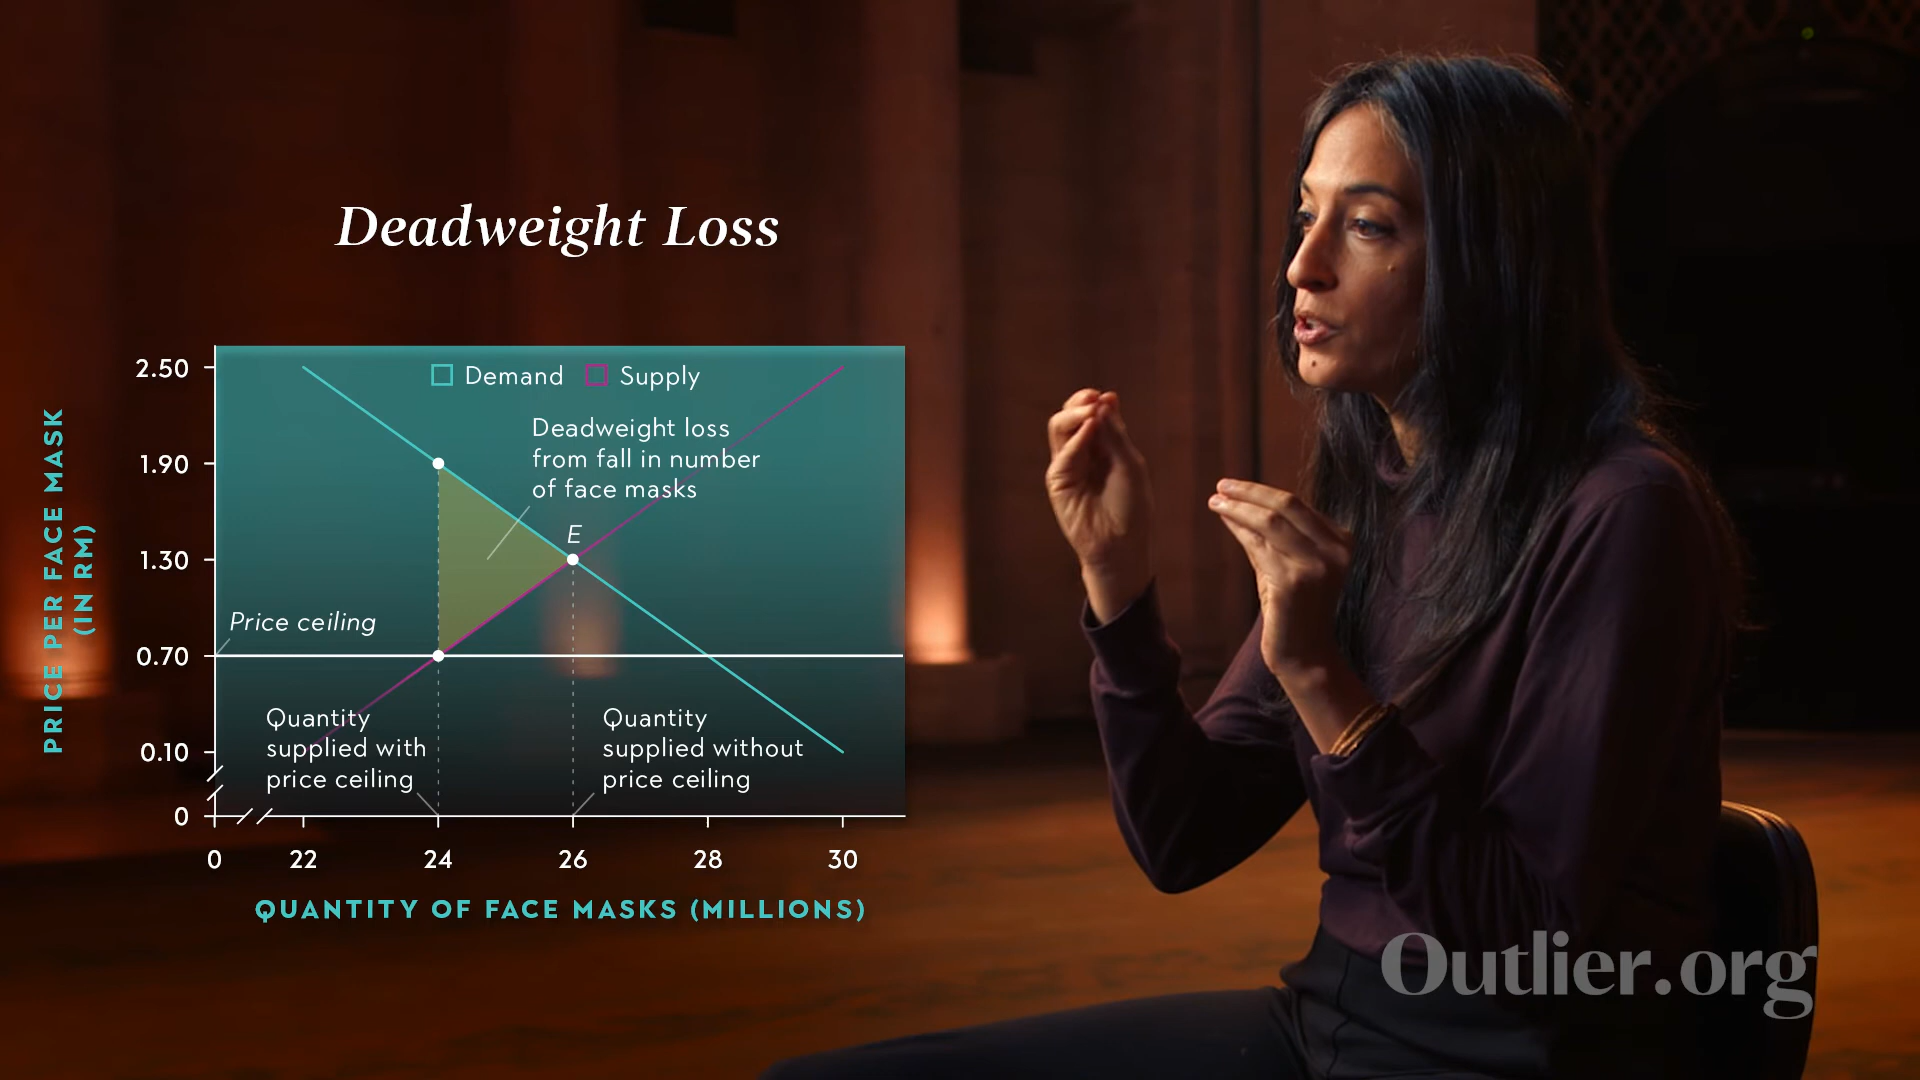 Deadweight Loss
Demand
Supply
Deadweight loss
from fall in number
of face masks
E
Price ceiling
Quantity
supplied with
price ceiling
Quantity
supplied without
price ceiling
2.50
1.90
1.30
0.70
0.10
0
0
22
24
26
28
30
PRICE PER FACE MASK
(IN RM)
QUANTITY OF FACE MASKS (MILLIONS)
Outlier.org